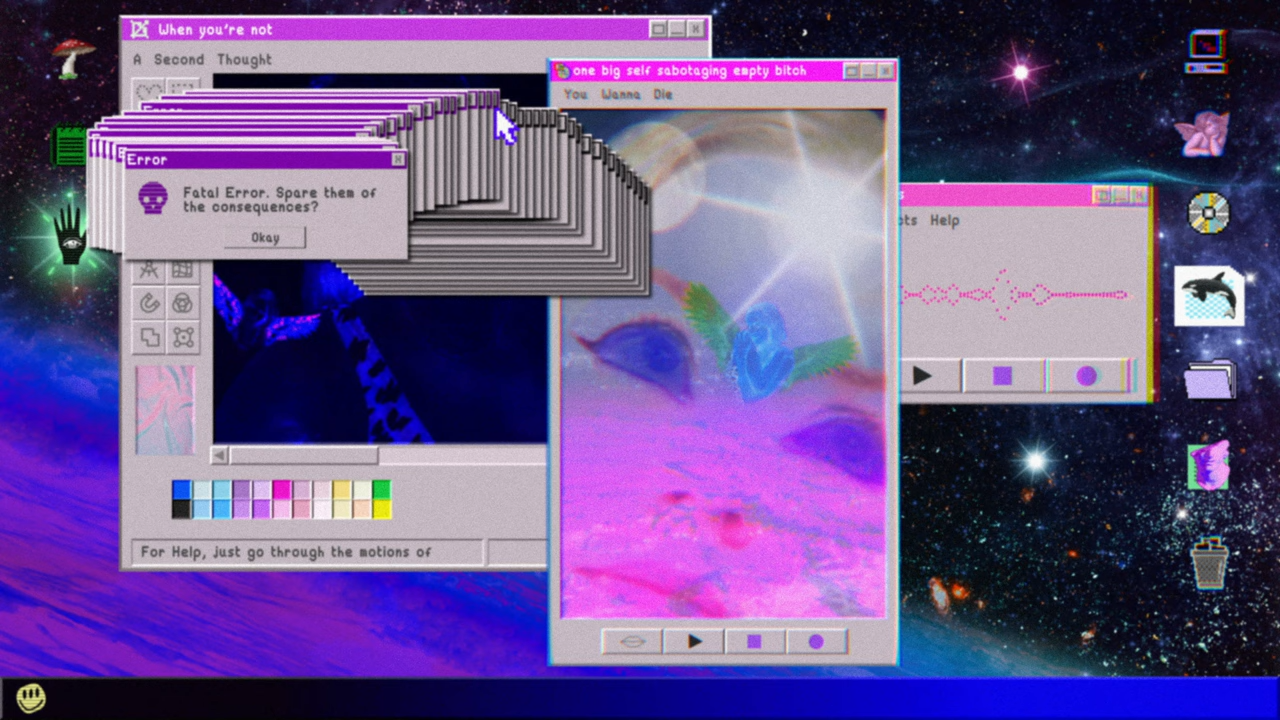 When you're not
A Second Thought
one big self sabotaging empty bitch
You Wanna Die
Error
Error
Fatal Error. Spare them of
the consequences?
Okay
Help
For Help, just go through the motions of